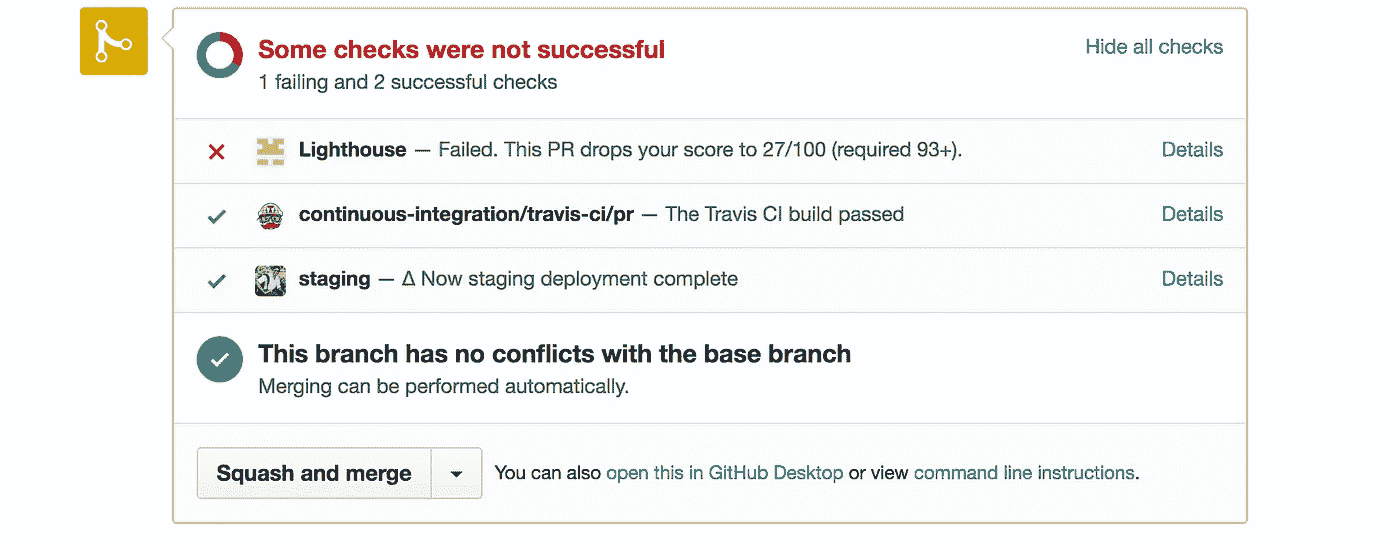 Some checks were not successful
Hide all checks
1 failing and 2 successful checks
Lighthouse — Failed. This PR drops your score to 27/100 (required 93+).
Details
continuous-integration/travis-ci/pr — The Travis CI build passed
Details
staging — Δ Now staging deployment complete
Details
This branch has no conflicts with the base branch
Merging can be performed automatically.
Squash and merge
You can also open this in GitHub Desktop or view command line instructions.